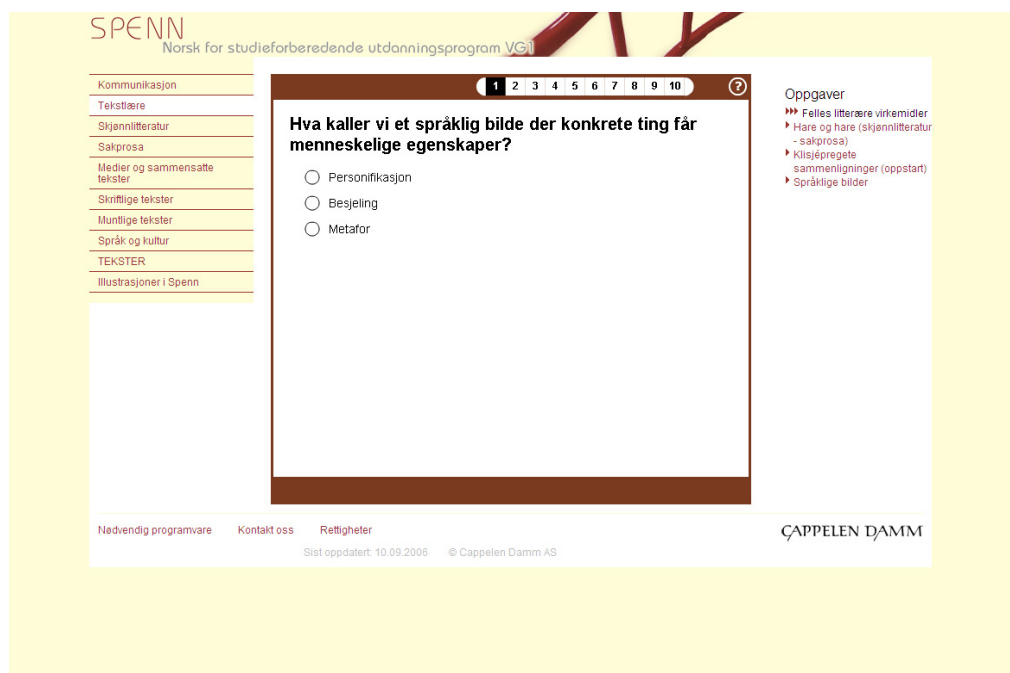 SPENN
Norsk for studieforberedende utdanningsprogram VG1
Kommunikasjon
Tekstlære
Skjønnlitteratur
Sakprosa
Medier og sammensatte
tekster
Skriftlige tekster
Muntlige tekster
Språk og kultur
TEKSTER
Illustrasjoner i Spenn
1 2 3 4 5 6 7 8 9 10 ?
Hva kaller vi et språklig bilde der konkrete ting får
menneskelige egenskaper?
Personifikasjon
Besjeling
Metafor
Oppgaver
Felles litterære virkemidler
Hare og hare (skjønnlitteratur
- sakprosa)
Klisjépregete
sammenligninger (oppstart)
Språklige bilder
Nødvendig programvare Kontakt oss Rettigheter
CAPPELEN DAMM
Sist oppdatert: 10.09.2006 © Cappelen Damm AS